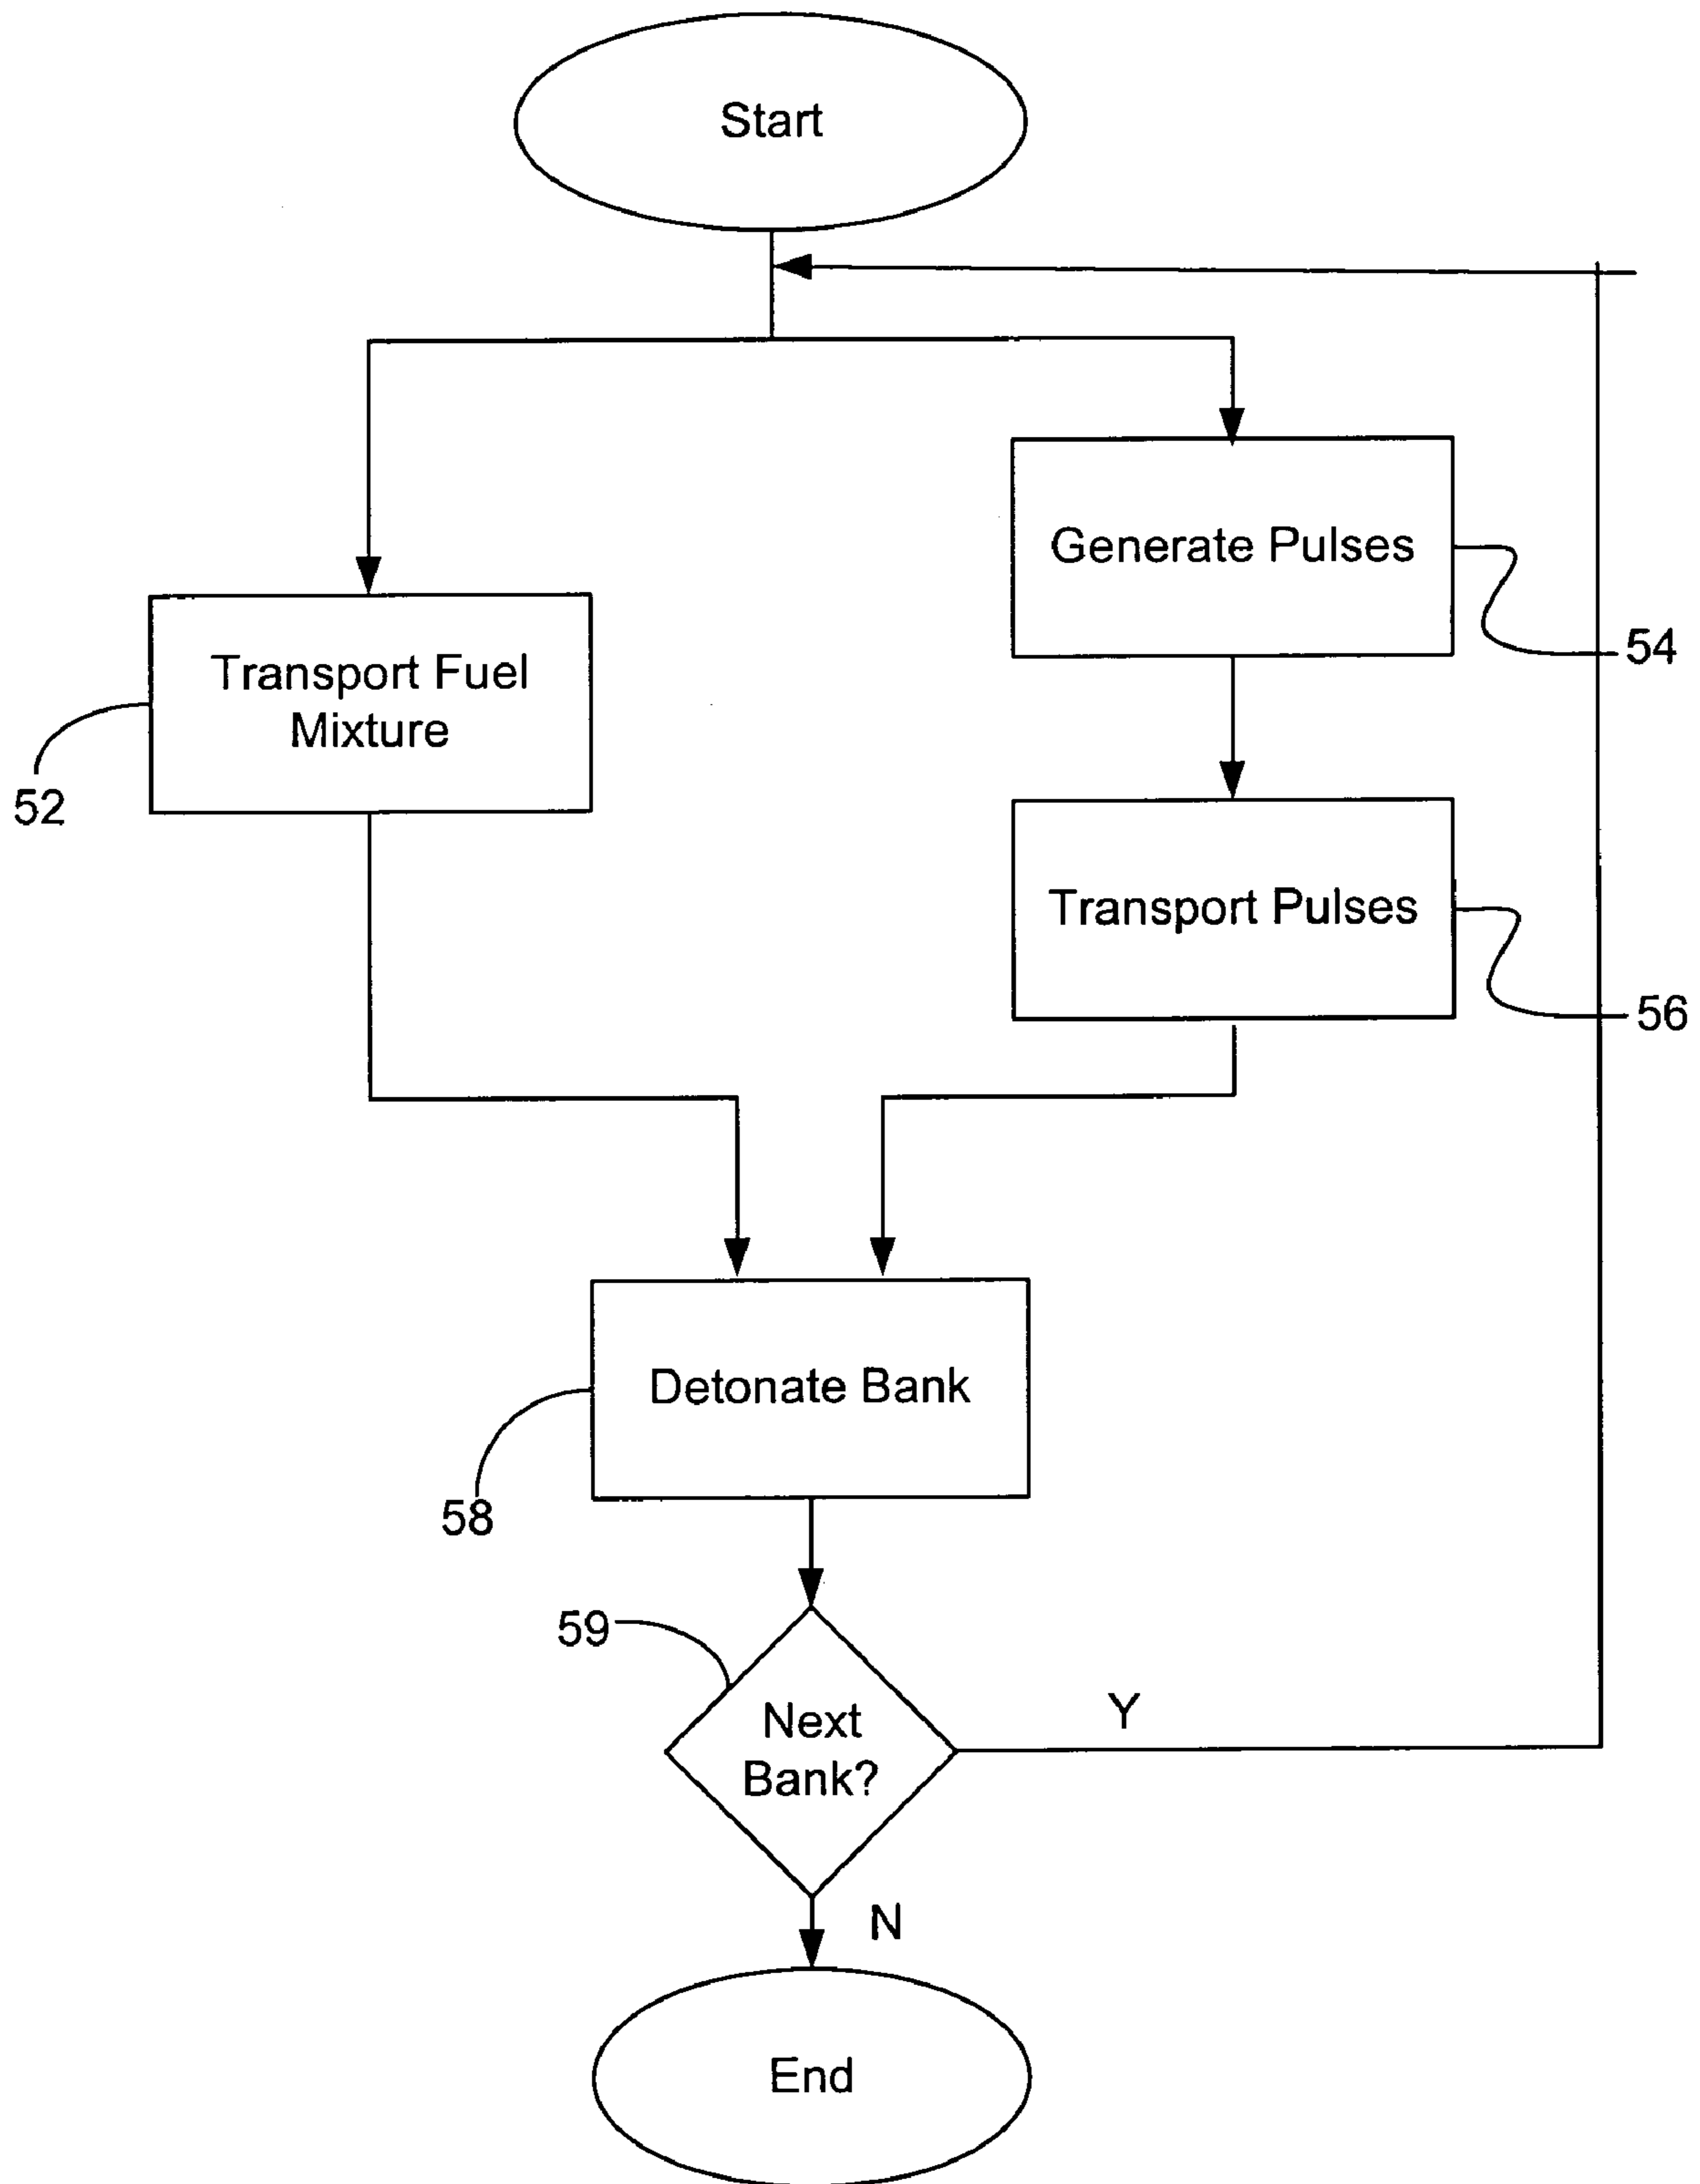 Start
Generate Pulses
54
Transport Fuel
Mixture
52
Transport Pulses
56
Detonate Bank
58
59
Next
Bank?
Y
N
End